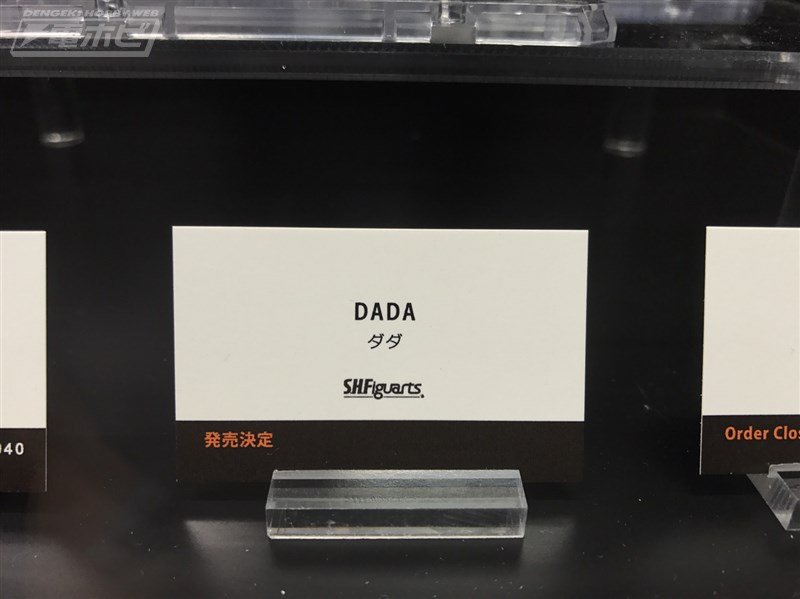 DENGEKI HOBBY WEB
電ホビ
DADA
ダダ
S.H.Figuarts
発売決定
040
Order Clos